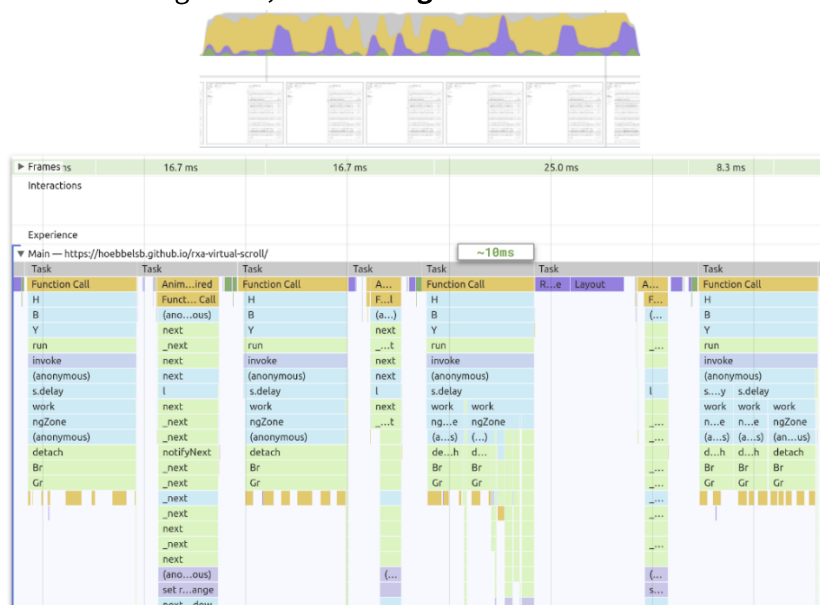 Frames ns 16.7 ms 16.7 ms 25.0 ms 8.3 ms
Interactions
Experience
Main — https://hoebbelsb.github.io/rxa-virtual-scroll/
~10ms
Task Task Task Task Task Task Task
Function Call Anim...ired Function Call A... Function Call R...e Layout A... Function Call
H Funct... Call H F...l H F... H
B (ano...ous) B (a...) B (... B
Y next Y next Y Y
run _next run _...t run _... run
invoke next invoke next invoke invoke
(anonymous) next (anonymous) next (anonymous) (anonymous)
s.delay l s.delay l s.delay l s....y s.delay
work next work next work work work work work
ngZone _next ngZone _...t ng...e ngZone _... n...e n...e ngZone
(anonymous) _next (anonymous) (a...s) (...) _... (a...s) (a...s) (an...us)
detach notifyNext detach de...h d... d...h d...h detach
Br _next Br Br Br _... Br Br Br
Gr _next Gr Gr Gr _... Gr Gr Gr
_next _...
_next _...
next
_next _...
next
(ano...ous) (... (...
set r...ange s...